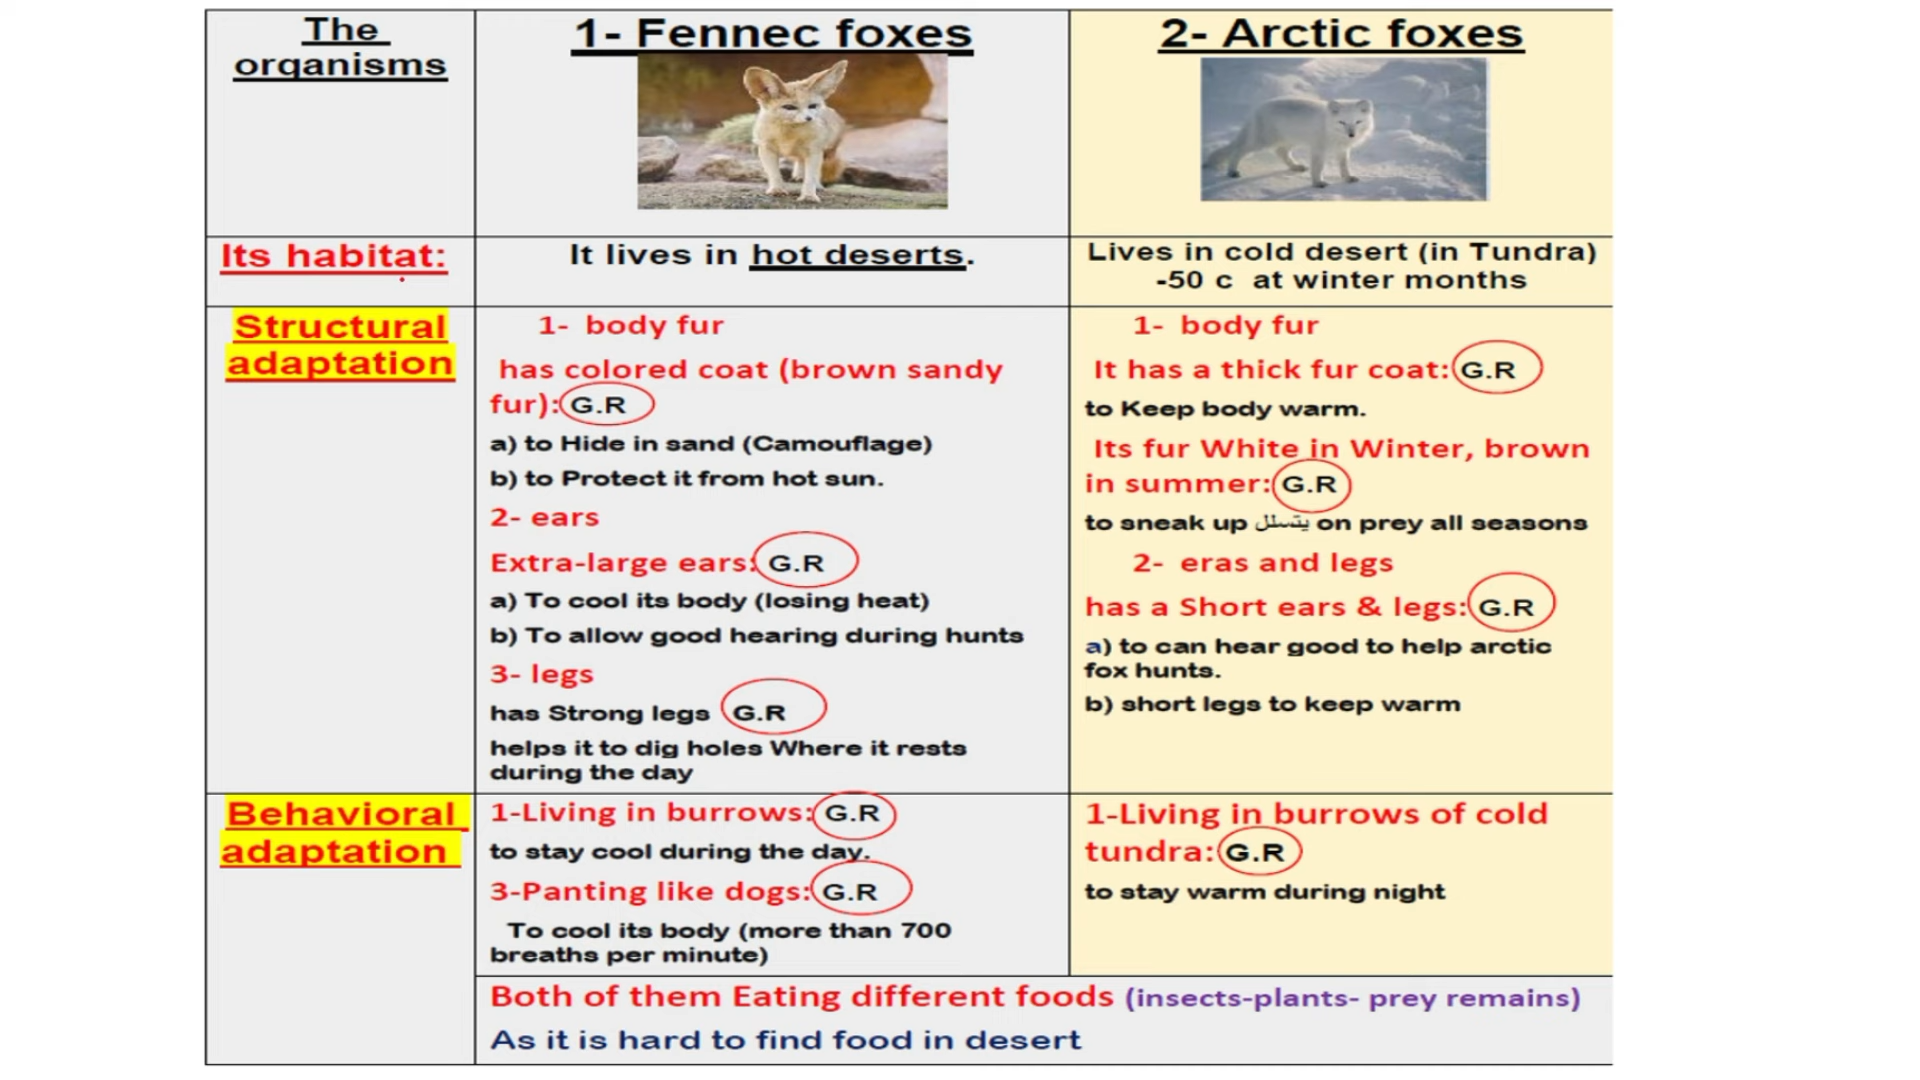 The
organisms
1- Fennec foxes
2- Arctic foxes
Its habitat:
It lives in hot deserts.
Lives in cold desert (in Tundra)
-50 c at winter months
Structural
adaptation
1- body fur
has colored coat (brown sandy
fur): G.R
a) to Hide in sand (Camouflage)
b) to Protect it from hot sun.
2- ears
Extra-large ears: G.R
a) To cool its body (losing heat)
b) To allow good hearing during hunts
3- legs
has Strong legs G.R
helps it to dig holes Where it rests
during the day
1- body fur
It has a thick fur coat: G.R
to Keep body warm.
Its fur White in Winter, brown
in summer: G.R
to sneak up يتسلل on prey all seasons
2- eras and legs
has a Short ears & legs: G.R
a) to can hear good to help arctic
fox hunts.
b) short legs to keep warm
Behavioral
adaptation
1-Living in burrows: G.R
to stay cool during the day.
3-Panting like dogs: G.R
To cool its body (more than 700
breaths per minute)
1-Living in burrows of cold
tundra: G.R
to stay warm during night
Both of them Eating different foods (insects-plants- prey remains)
As it is hard to find food in desert